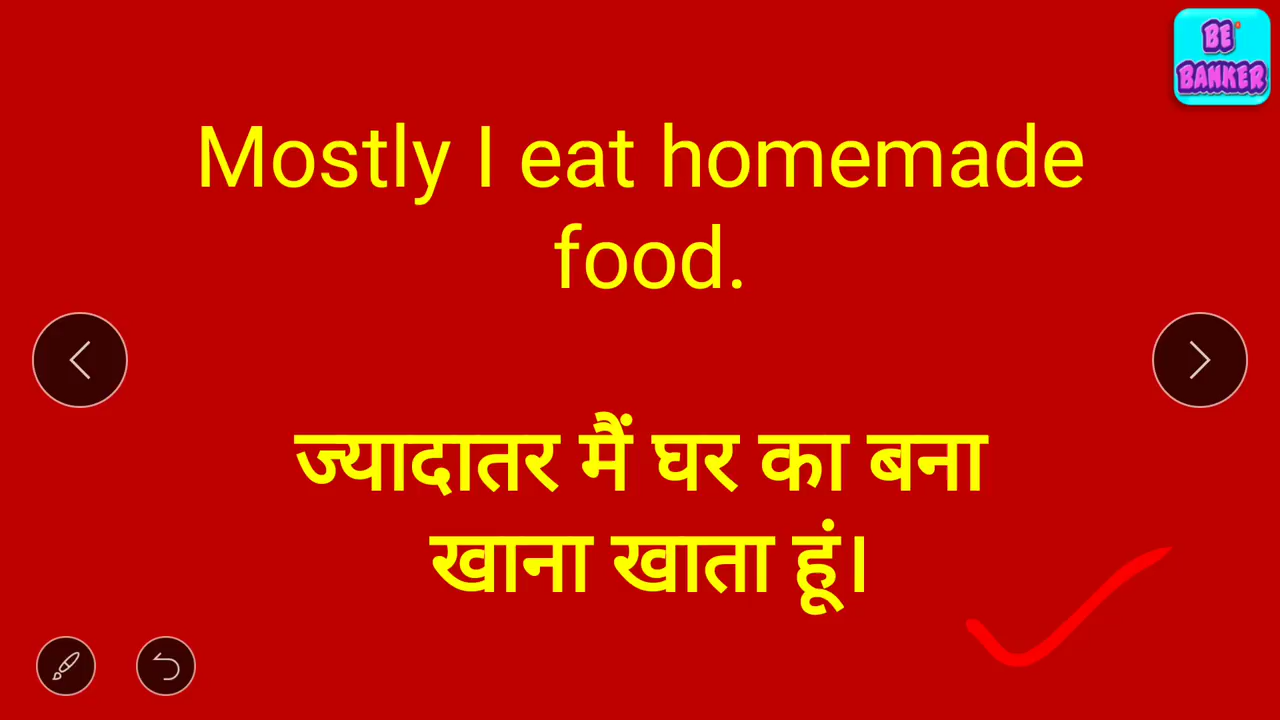 BE
BANKER
Mostly I eat homemade
food.
ज्यादातर मैं घर का बना
खाना खाता हूं।